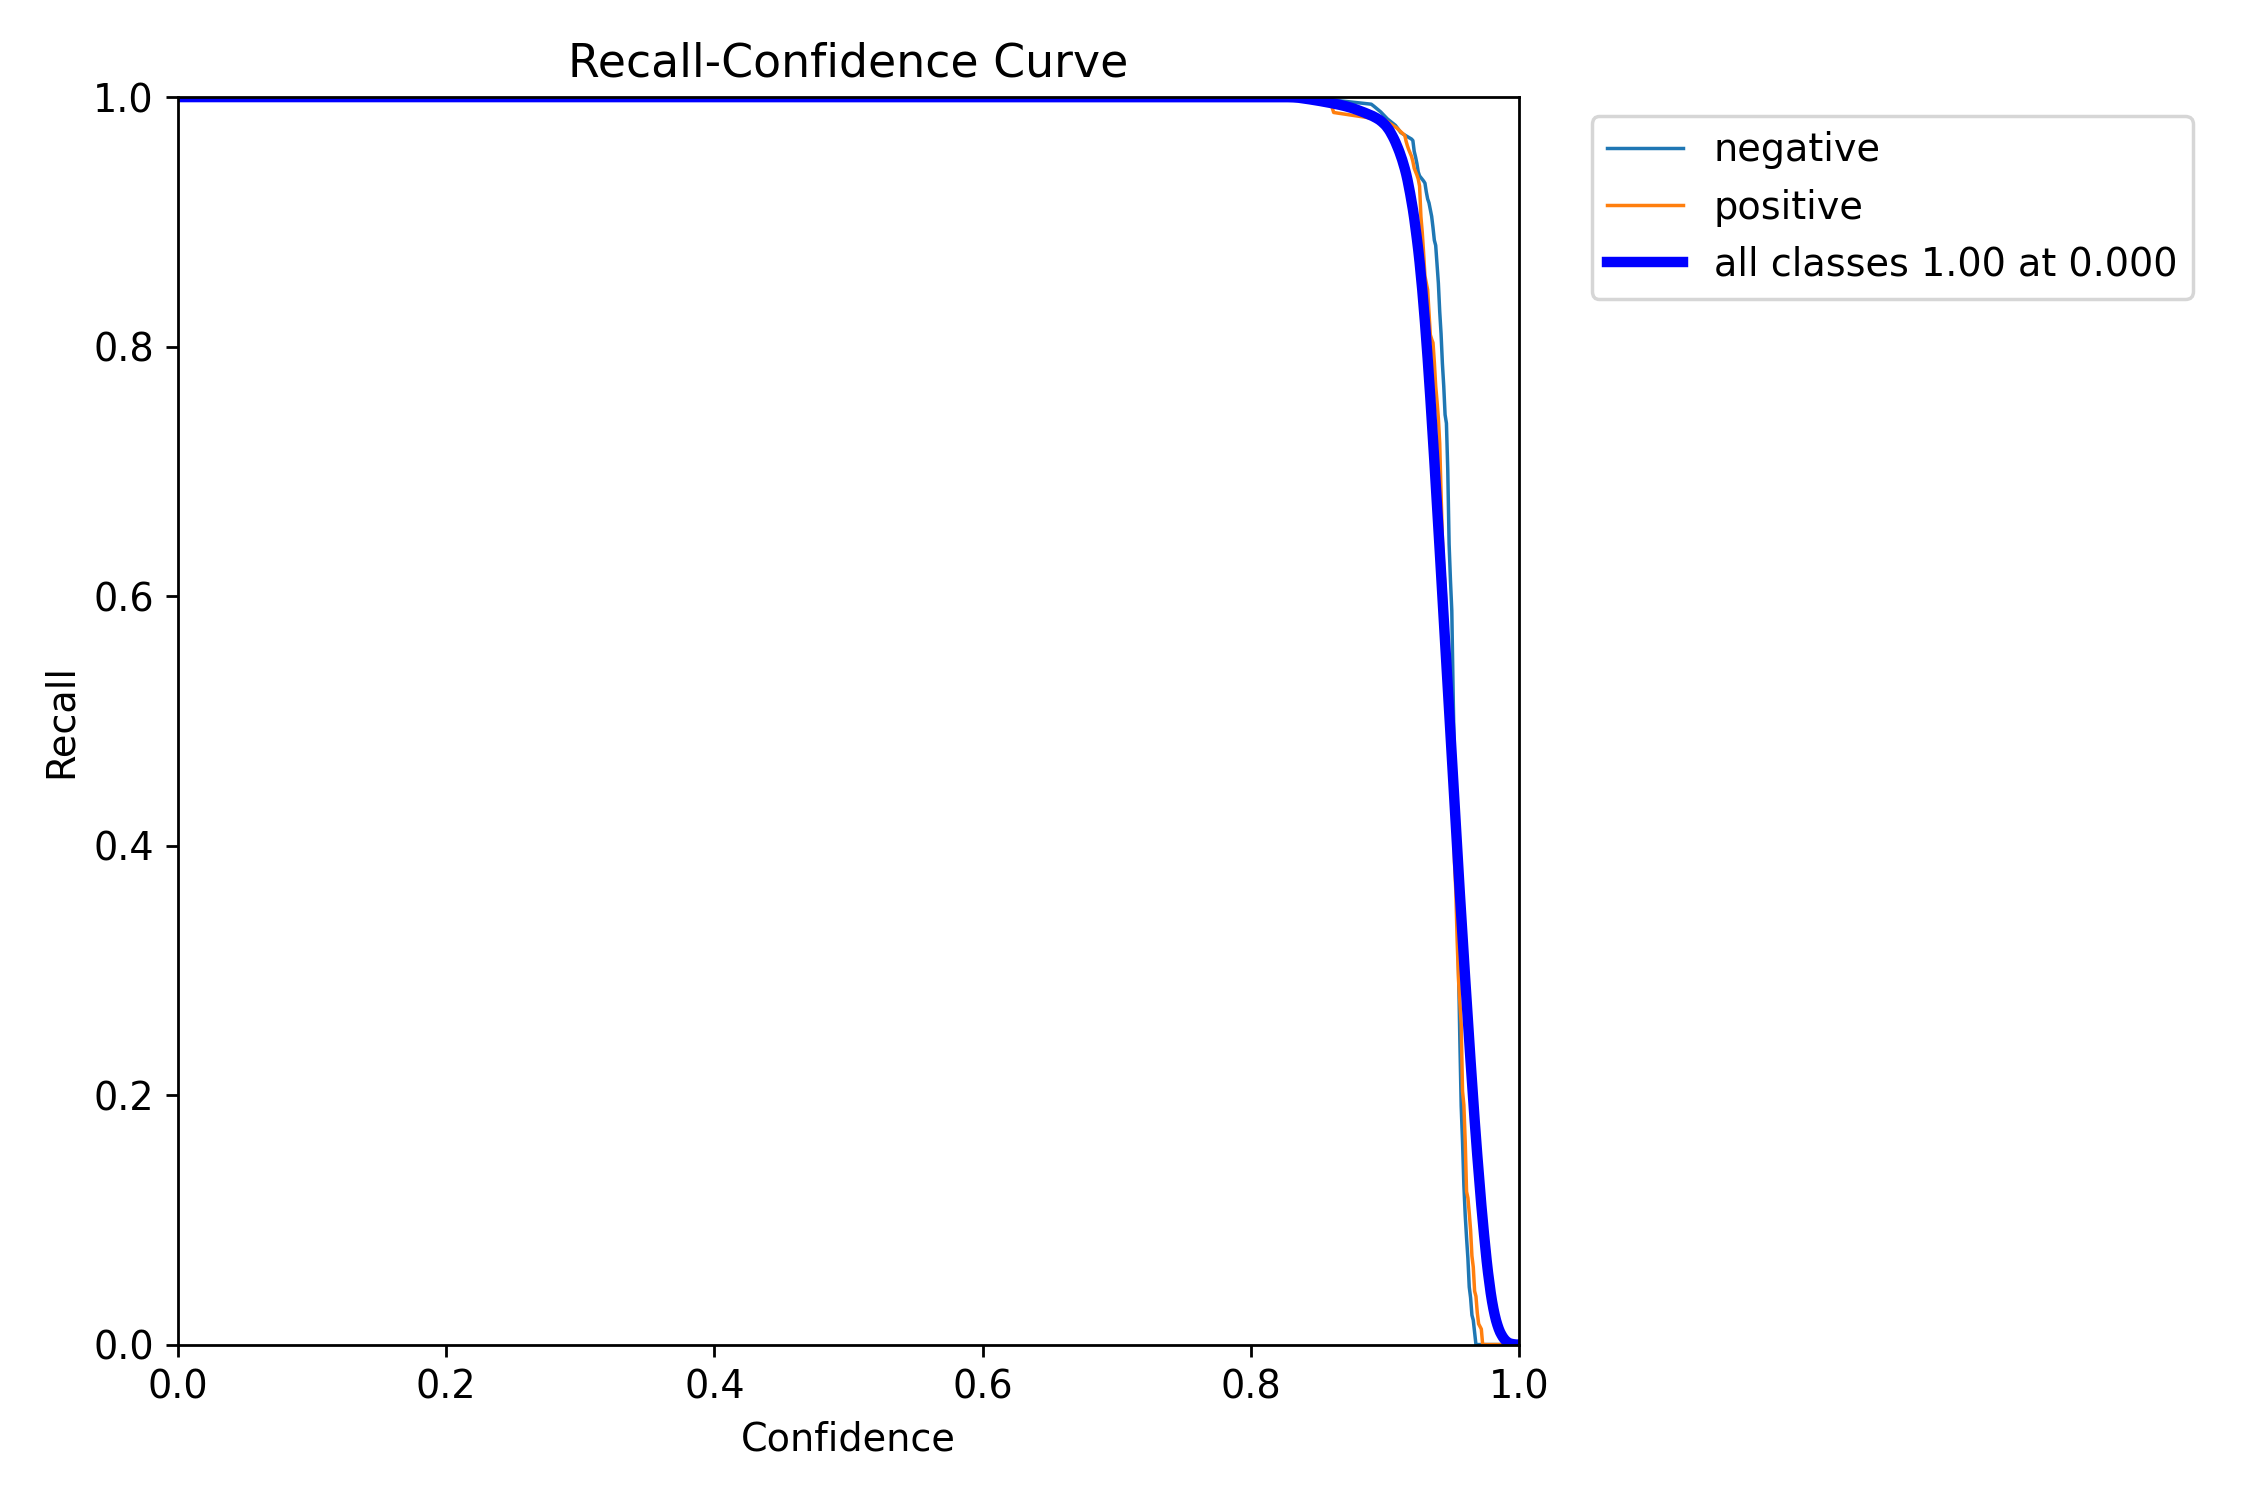 Recall-Confidence Curve
1.0
0.8
0.6
0.4
0.2
0.0
Recall
0.0 0.2 0.4 0.6 0.8 1.0
Confidence
negative
positive
all classes 1.00 at 0.000